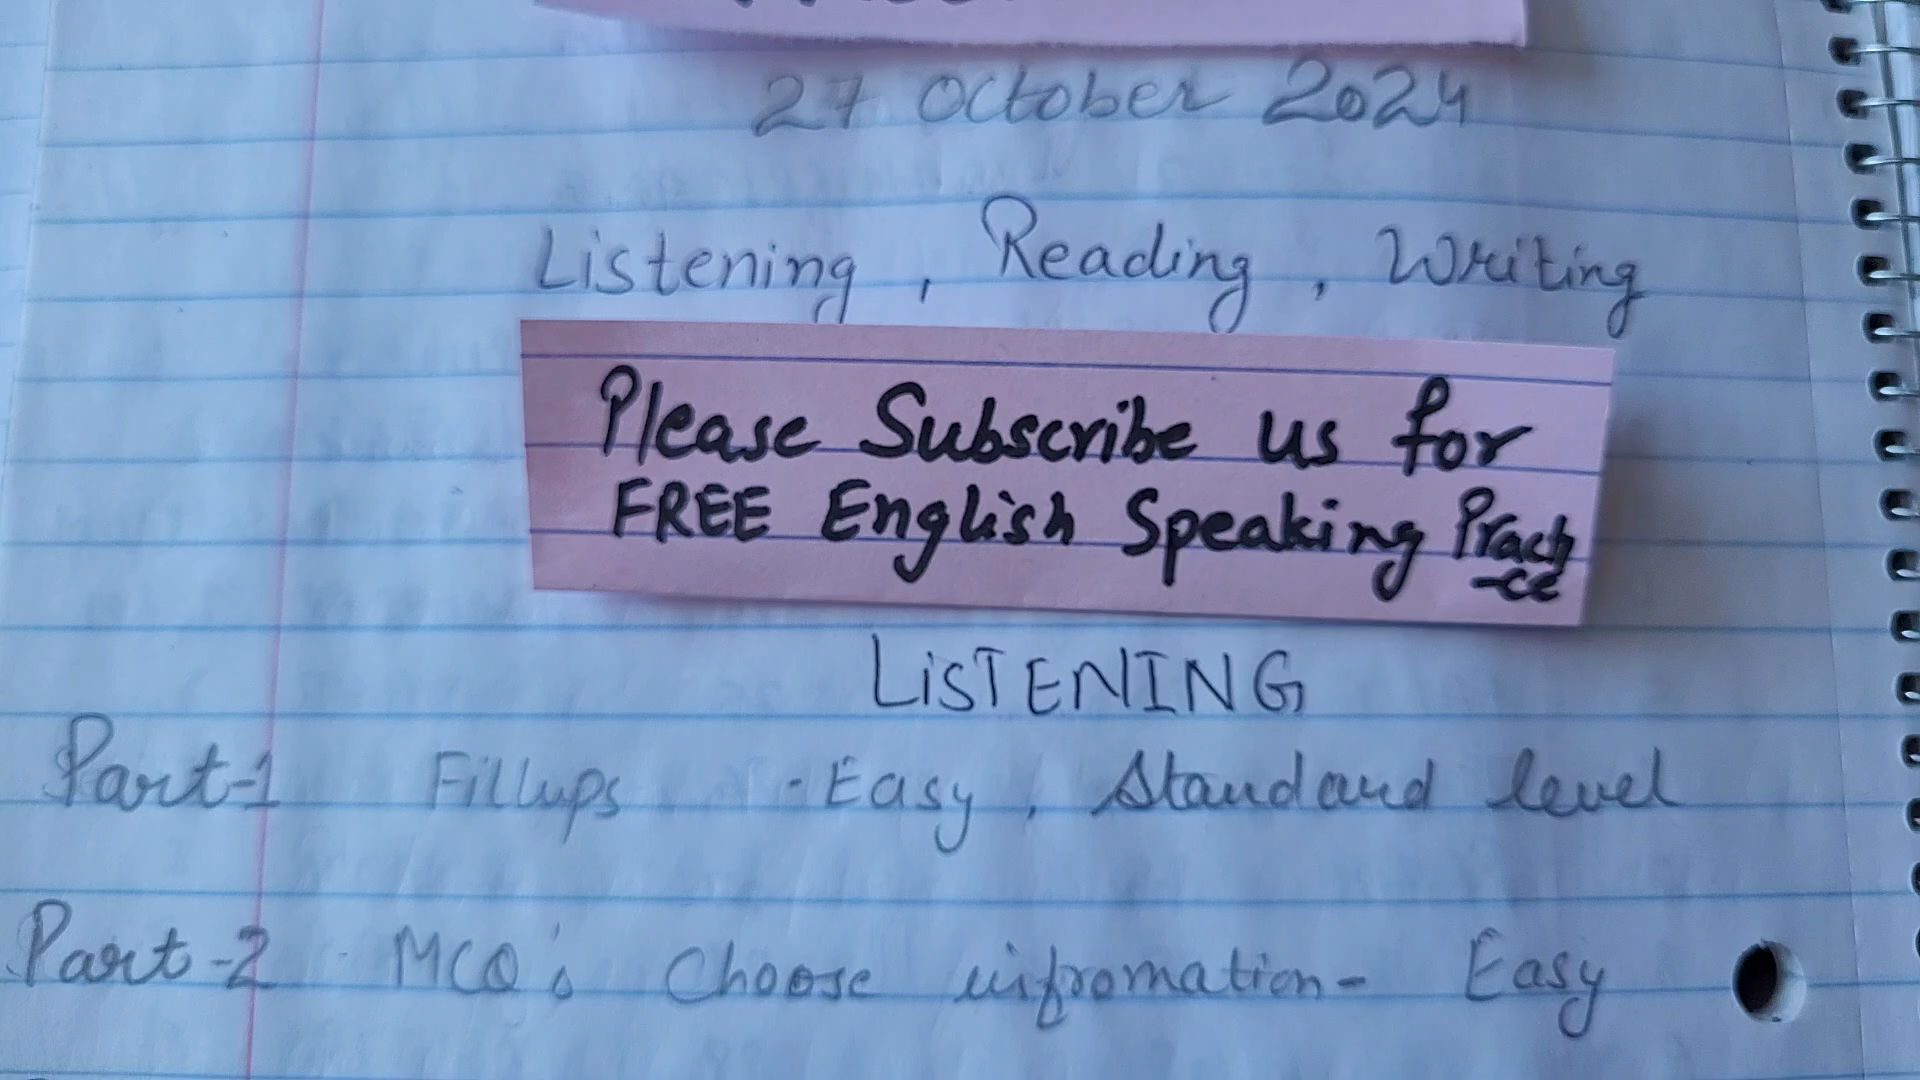 27 October 2024
Listening , Reading , Writing
Please Subscribe us for
FREE English Speaking Practi
-ce
LiSTENING
Part-1 Fillups - Easy , Standard level
Part-2 MCQ's Choose infromation- Easy